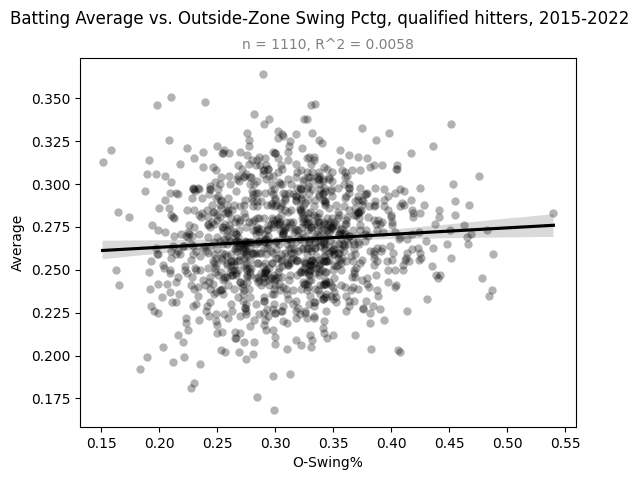 Batting Average vs. Outside-Zone Swing Pctg, qualified hitters, 2015-2022
n = 1110, R^2 = 0.0058
0.350
0.325
0.300
0.275
0.250
0.225
0.200
0.175
Average
0.15 0.20 0.25 0.30 0.35 0.40 0.45 0.50 0.55
O-Swing%